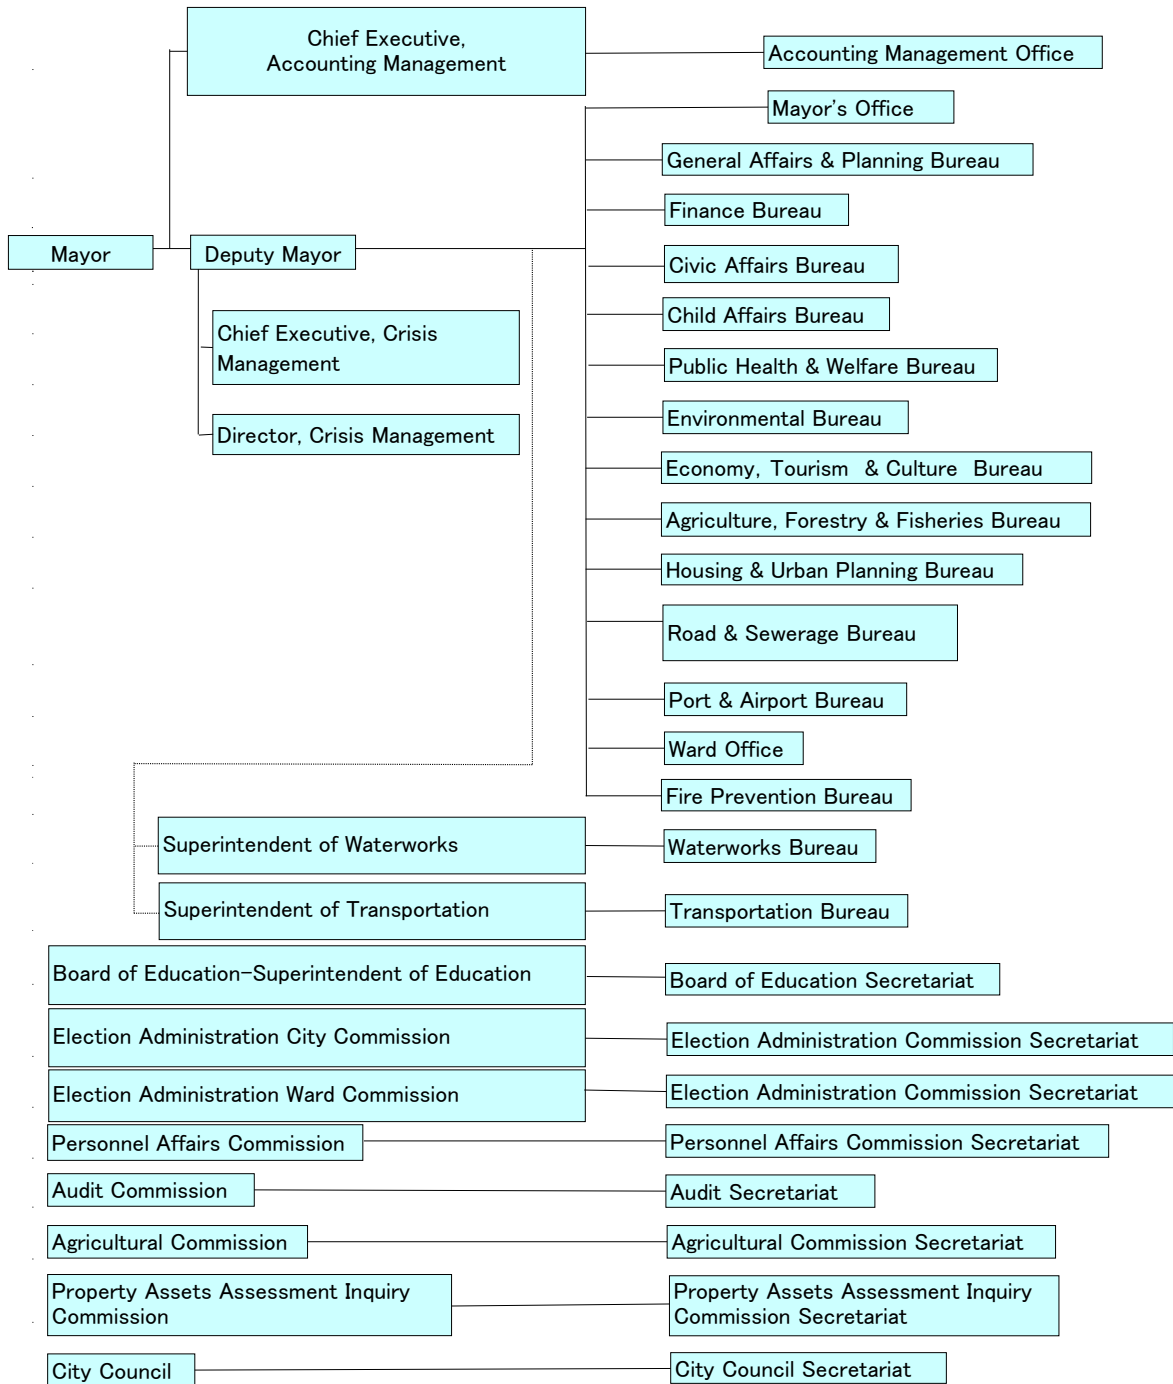 Chief Executive,
Accounting Management
Accounting Management Office
Mayor's Office
General Affairs & Planning Bureau
Finance Bureau
Mayor
Deputy Mayor
Civic Affairs Bureau
Child Affairs Bureau
Chief Executive, Crisis
Management
Public Health & Welfare Bureau
Environmental Bureau
Director, Crisis Management
Economy, Tourism & Culture Bureau
Agriculture, Forestry & Fisheries Bureau
Housing & Urban Planning Bureau
Road & Sewerage Bureau
Port & Airport Bureau
Ward Office
Fire Prevention Bureau
Superintendent of Waterworks
Waterworks Bureau
Superintendent of Transportation
Transportation Bureau
Board of Education-Superintendent of Education
Board of Education Secretariat
Election Administration City Commission
Election Administration Commission Secretariat
Election Administration Ward Commission
Election Administration Commission Secretariat
Personnel Affairs Commission
Personnel Affairs Commission Secretariat
Audit Commission
Audit Secretariat
Agricultural Commission
Agricultural Commission Secretariat
Property Assets Assessment Inquiry
Commission
Property Assets Assessment Inquiry
Commission Secretariat
City Council
City Council Secretariat